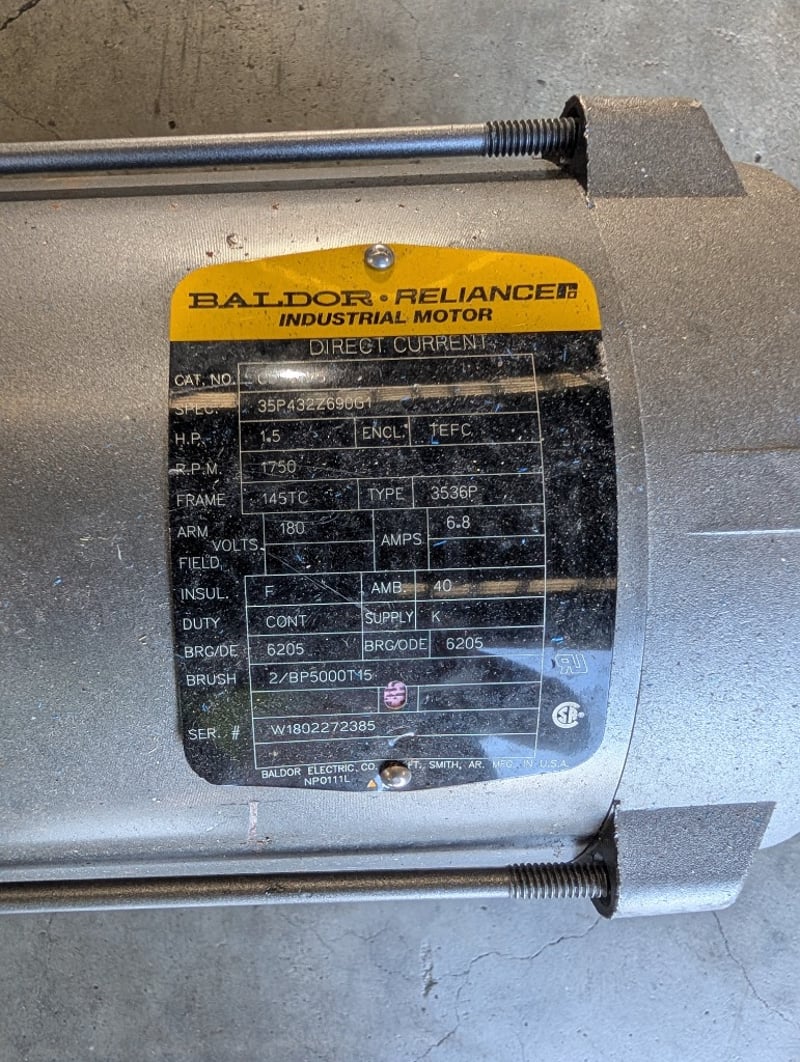 BALDOR • RELIANCE
INDUSTRIAL MOTOR
DIRECT CURRENT
CAT. NO.
SPEC. 35P432Z690G1
H.P. 1.5 ENCL. TEFC
R.P.M. 1750
FRAME 145TC TYPE 3536P
ARM VOLTS 180 AMPS 6.8
FIELD
INSUL. F AMB. 40
DUTY CONT SUPPLY K
BRG/DE 6205 BRG/ODE 6205
BRUSH 2/BP5000T15
SER. # W1802272385
BALDOR ELECTRIC. CO. FT. SMITH, AR. MFG. IN U.S.A.
NP0111L